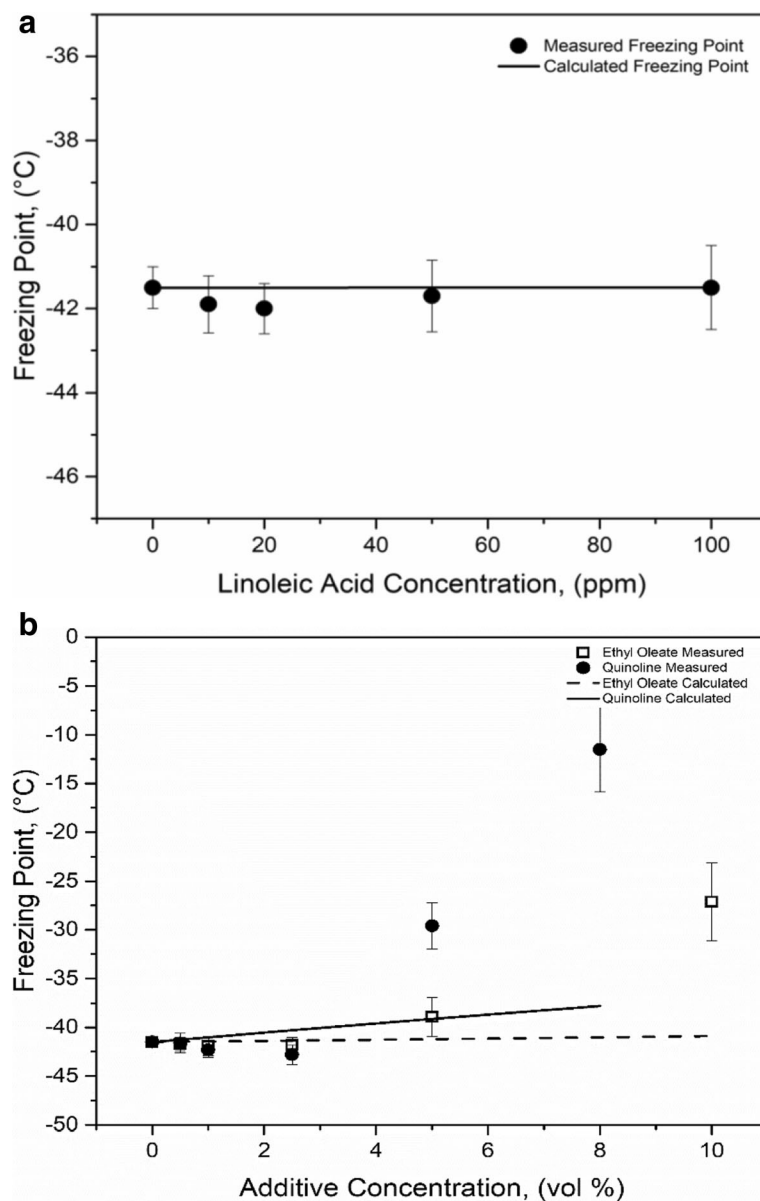 a
-35
-38
-40
-42
-44
-46
Freezing Point, (°C)
Measured Freezing Point
Calculated Freezing Point
0
20
40
60
80
100
Linoleic Acid Concentration, (ppm)
b
0
-5
-10
-15
-20
-25
-30
-35
-40
-45
-50
Freezing Point, (°C)
Ethyl Oleate Measured
Quinoline Measured
Ethyl Oleate Calculated
Quinoline Calculated
0
2
4
6
8
10
Additive Concentration, (vol %)